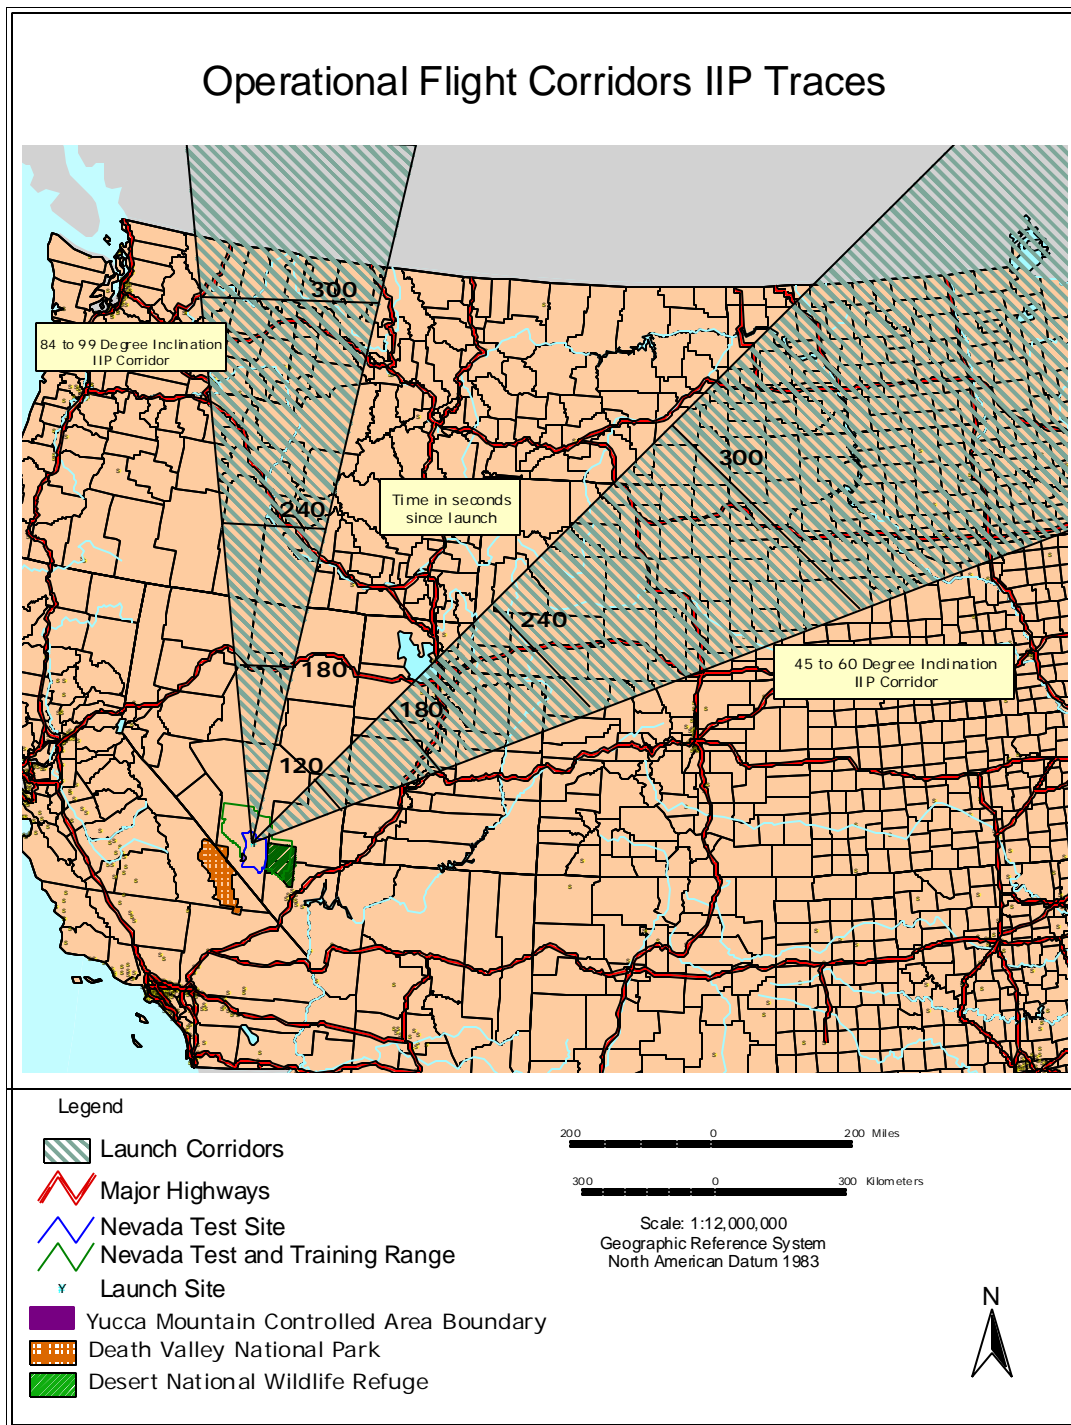 Operational Flight Corridors IIP Traces
300
84 to 99 Degree Inclination
IIP Corridor
300
Time in seconds
since launch
240
240
45 to 60 Degree Inclination
IIP Corridor
180
180
120
Legend
Launch Corridors
Major Highways
Nevada Test Site
Nevada Test and Training Range
Launch Site
Yucca Mountain Controlled Area Boundary
Death Valley National Park
Desert National Wildlife Refuge
200 0 200 Miles
300 0 300 Kilometers
Scale: 1:12,000,000
Geographic Reference System
North American Datum 1983
N